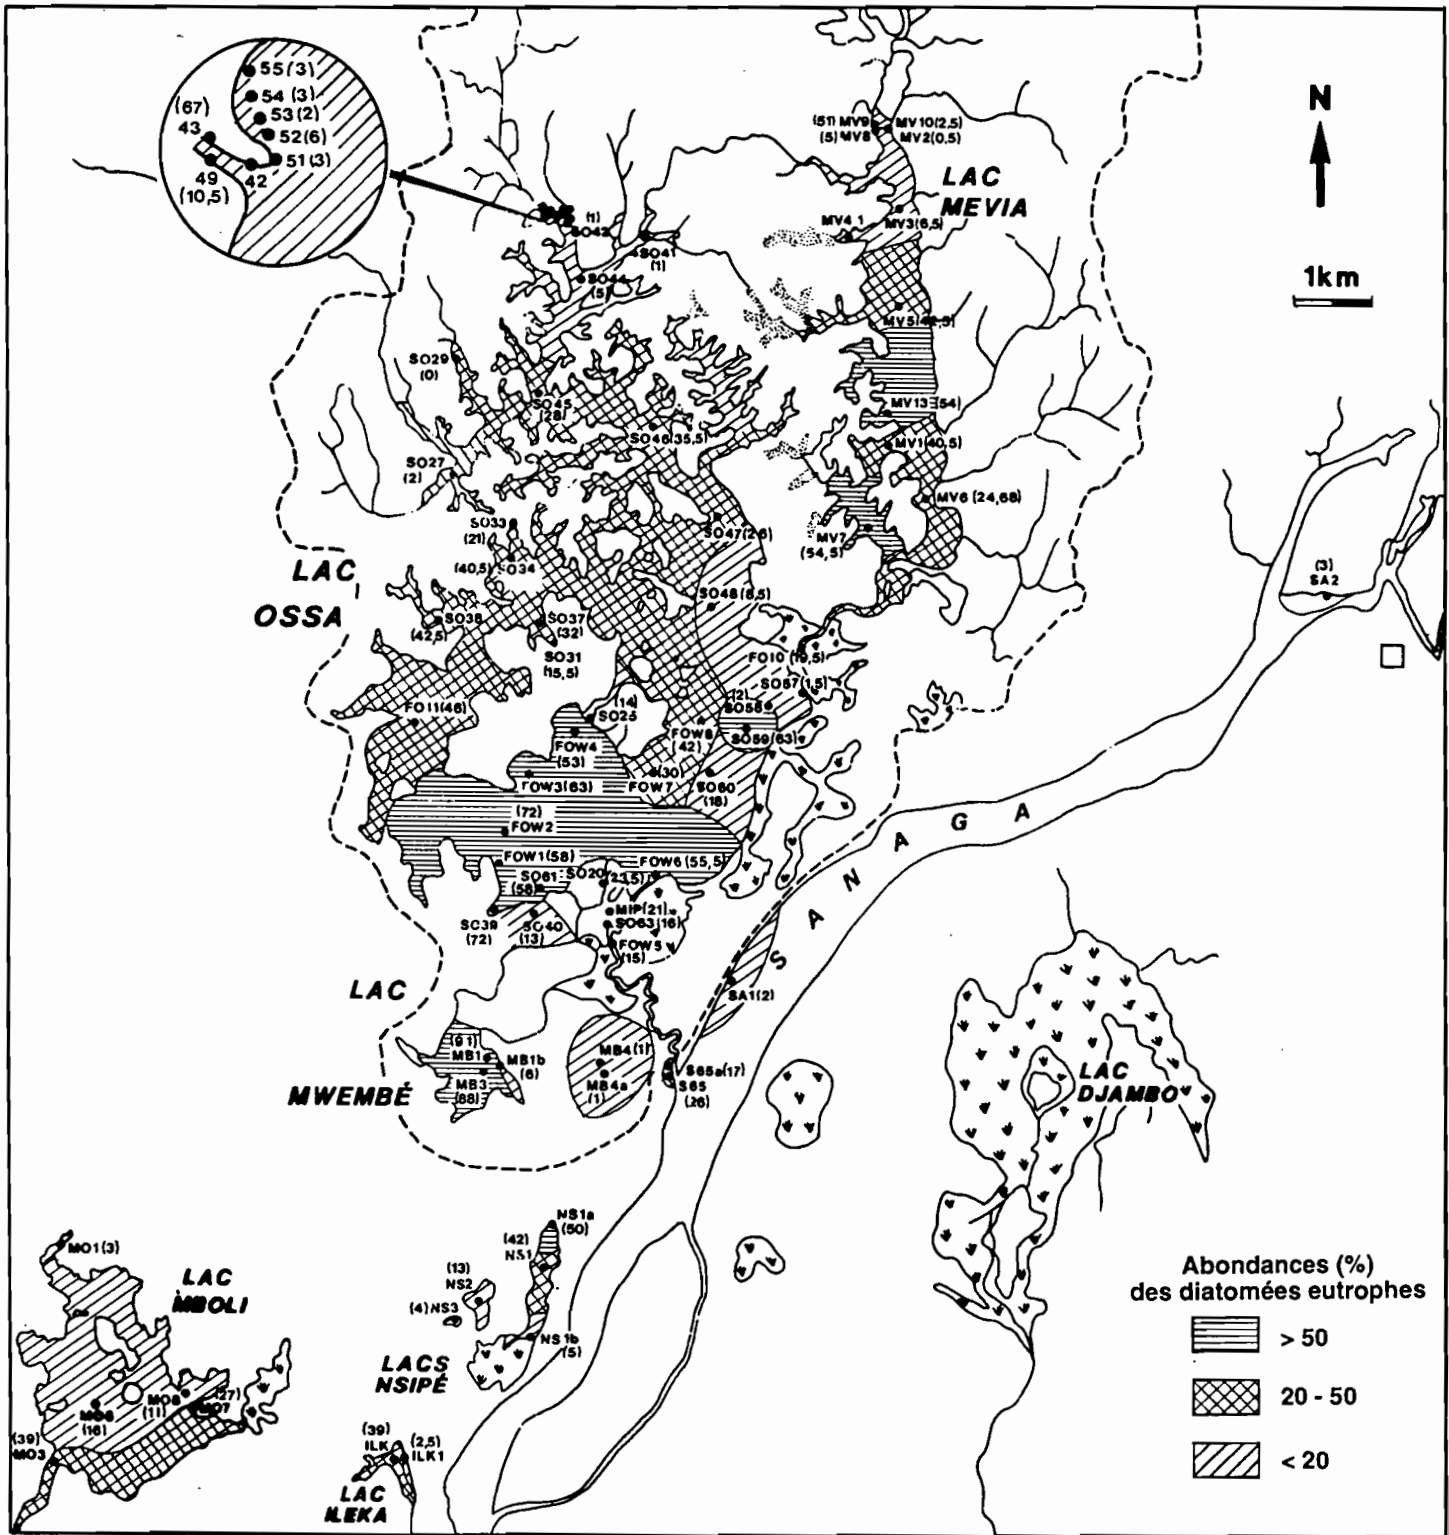 55 (3)
54 (3)
53 (2)
52 (6)
51 (3)
(67)
43
49
(10,5)
42
(1)
SO42
SO41
(1)
SO44
(5)
(51) MV9
(5) MV8
MV10 (2,5)
MV2 (0,5)
LAC
MEVIA
MV4 1
MV3 (6,5)
N
1km
MV13 (54)
MV1 (40,5)
MV6 (24,68)
MV7
(54,5)
SO29
(0)
SO45
(28)
SO46 (35,5)
SO27
(2)
SO33
(21)
(40,5)
SO34
SO38
(42,5)
SO37
(32)
SO31
(15,5)
SO48 (8,5)
LAC
OSSA
FO10 (19,5)
SO57 (1,5)
(2)
SO59 (63)
FO11 (46)
(14)
SO25
FOW4
(53)
FOW3 (63)
(42)
(30)
FOW7
SO60
(18)
(72)
FOW2
FOW1 (58)
SO61
(58)
SO20
(23,5)
FOW6 (55,5)
MIP (21)
SO63 (16)
FOW5
(15)
SO39
(72)
SO40
(13)
(3)
SA2
SANAGA
SA1 (2)
LAC
MWEMBÉ
(91)
MB1
MB1b
(6)
MB3
(88)
MB4 (1)
MB4a
(1)
S65a (17)
S65
(26)
LAC
DJAMBO
NS1a
(50)
(42)
NS1
(13)
NS2
(4) NS3
NS1b
(5)
LACS
NSIPÉ
MO1 (3)
LAC
MBOLI
(16)
MO8
(11)
(27)
MO7
(39)
MO3
(39)
ILK
(2,5)
ILK1
LAC
ILEKA
Abondances (%)
des diatomées eutrophes
> 50
20 - 50
< 20